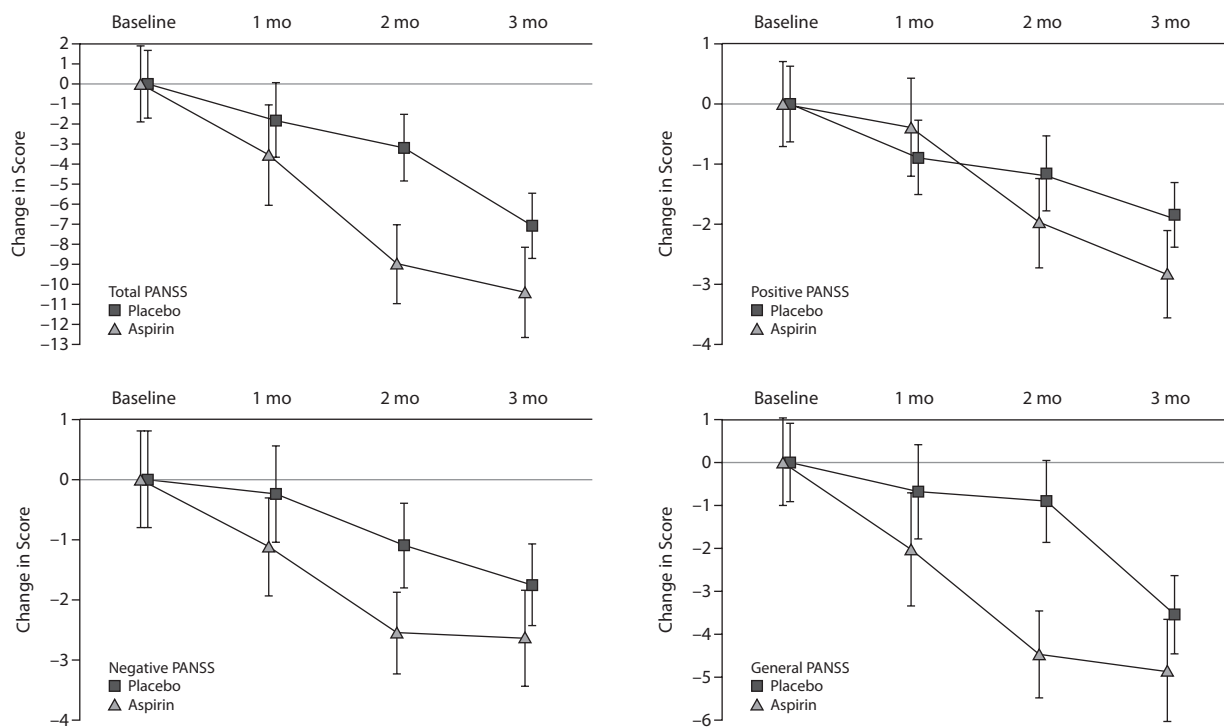 Baseline 1 mo 2 mo 3 mo
2
1
0
–1
–2
–3
–4
–5
–6
–7
–8
–9
–10
–11
–12
–13
Change in Score
Total PANSS
Placebo
Aspirin
Baseline 1 mo 2 mo 3 mo
1
0
–1
–2
–3
–4
Change in Score
Positive PANSS
Placebo
Aspirin
Baseline 1 mo 2 mo 3 mo
1
0
–1
–2
–3
–4
Change in Score
Negative PANSS
Placebo
Aspirin
Baseline 1 mo 2 mo 3 mo
1
0
–1
–2
–3
–4
–5
–6
Change in Score
General PANSS
Placebo
Aspirin